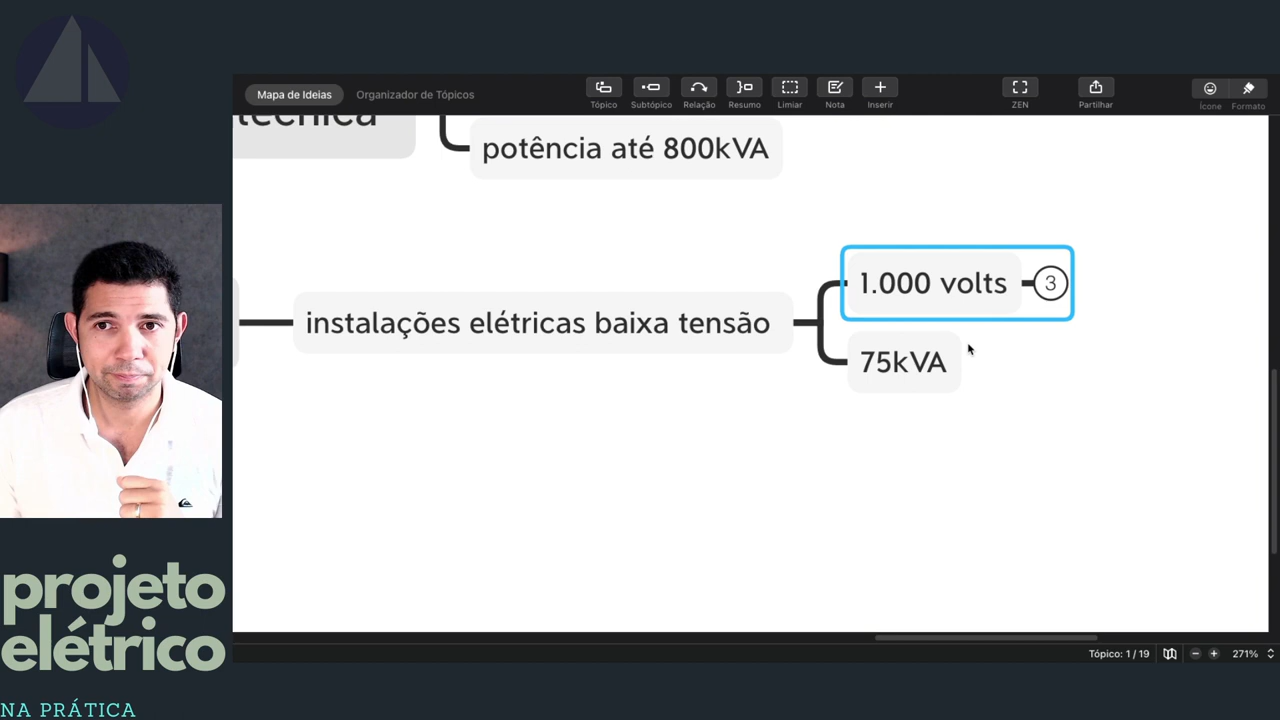 Mapa de Ideias
Organizador de Tópicos
Tópico
Subtópico
Relação
Resumo
Limiar
Nota
Inserir
ZEN
Partilhar
Ícone
Formato
técnica
potência até 800kVA
instalações elétricas baixa tensão
1.000 volts
3
75kVA
projeto
elétrico
NA PRÁTICA
Tópico: 1 / 19
271%